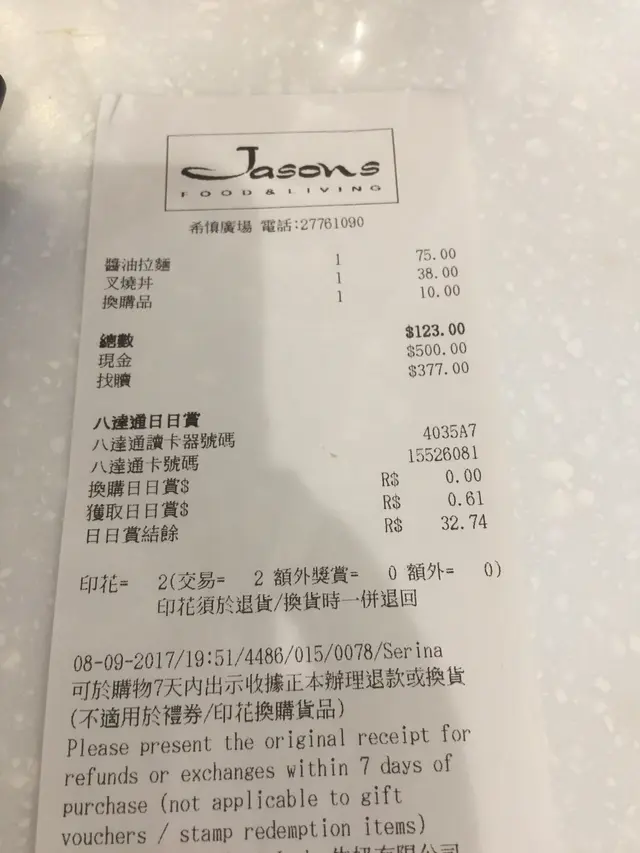 Jasons
FOOD & LIVING
希慎廣場 電話:27761090
醬油拉麵 1 75.00
叉燒丼 1 38.00
換購品 1 10.00
總數 $123.00
現金 $500.00
找贖 $377.00
八達通日日賞
八達通讀卡器號碼 4035A7
八達通卡號碼 15526081
換購日日賞$ R$ 0.00
獲取日日賞$ R$ 0.61
日日賞結餘 R$ 32.74
印花= 2(交易= 2 額外獎賞= 0 額外= 0)
印花須於退貨/換貨時一併退回
08-09-2017/19:51/4486/015/0078/Serina
可於購物7天內出示收據正本辦理退款或換貨
(不適用於禮券/印花換購貨品)
Please present the original receipt for
refunds or exchanges within 7 days of
purchase (not applicable to gift
vouchers / stamp redemption items)